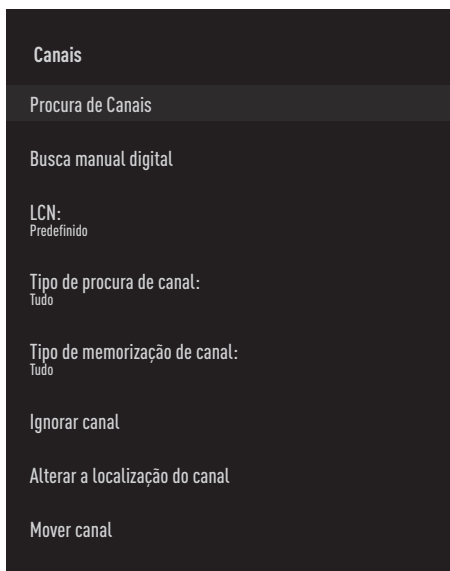 Canais
Procura de Canais
Busca manual digital
LCN:
Predefinido
Tipo de procura de canal:
Tudo
Tipo de memorização de canal:
Tudo
Ignorar canal
Alterar a localização do canal
Mover canal